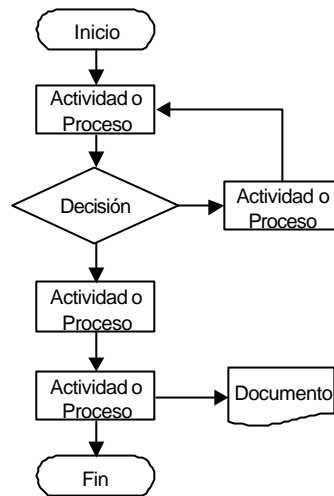 Inicio
Actividad o
Proceso
Decisión
Actividad o
Proceso
Actividad o
Proceso
Actividad o
Proceso
Documento
Fin